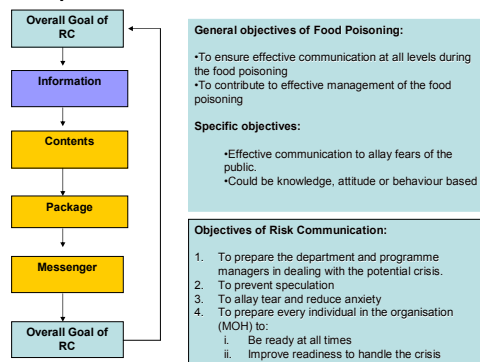 Overall Goal of
RC
Information
Contents
Package
Messenger
Overall Goal of
RC
General objectives of Food Poisoning:
•To ensure effective communication at all levels during
the food poisoning
•To contribute to effective management of the food
poisoning
Specific objectives:
•Effective communication to allay fears of the
public.
•Could be knowledge, attitude or behaviour based
Objectives of Risk Communication:
1. To prepare the department and programme
managers in dealing with the potential crisis.
2. To prevent speculation
3. To allay tear and reduce anxiety
4. To prepare every individual in the organisation
(MOH) to:
i. Be ready at all times
ii. Improve readiness to handle the crisis